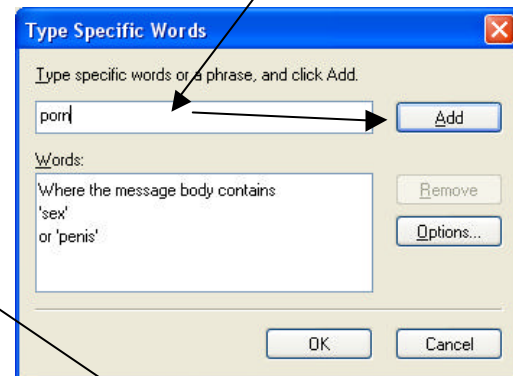 Type Specific Words
Type specific words or a phrase, and click Add.
porn
Add
Words:
Where the message body contains
'sex'
or 'penis'
Remove
Options...
OK
Cancel